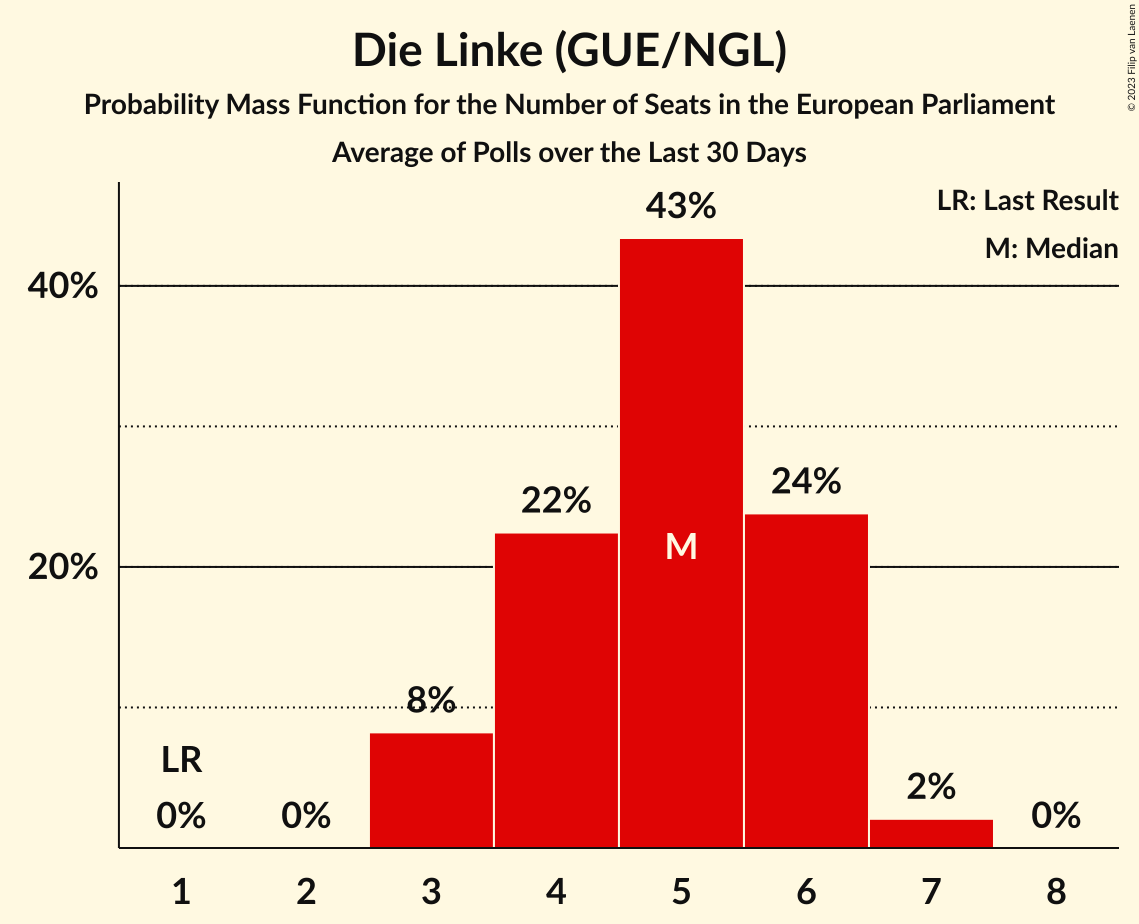 Die Linke (GUE/NGL)
Probability Mass Function for the Number of Seats in the European Parliament
Average of Polls over the Last 30 Days
© 2023 Filip van Laenen
LR: Last Result
M: Median
43%
40%
24%
22%
M
20%
8%
LR
2%
0%
0%
0%
1
2
3
4
5
6
7
8